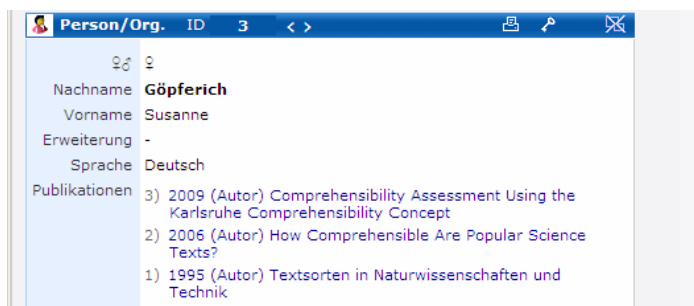 Person/Org. ID 3 < >
♀♂ ♀
Nachname Göpferich
Vorname Susanne
Erweiterung -
Sprache Deutsch
Publikationen 3) 2009 (Autor) Comprehensibility Assessment Using the
Karlsruhe Comprehensibility Concept
2) 2006 (Autor) How Comprehensible Are Popular Science
Texts?
1) 1995 (Autor) Textsorten in Naturwissenschaften und
Technik